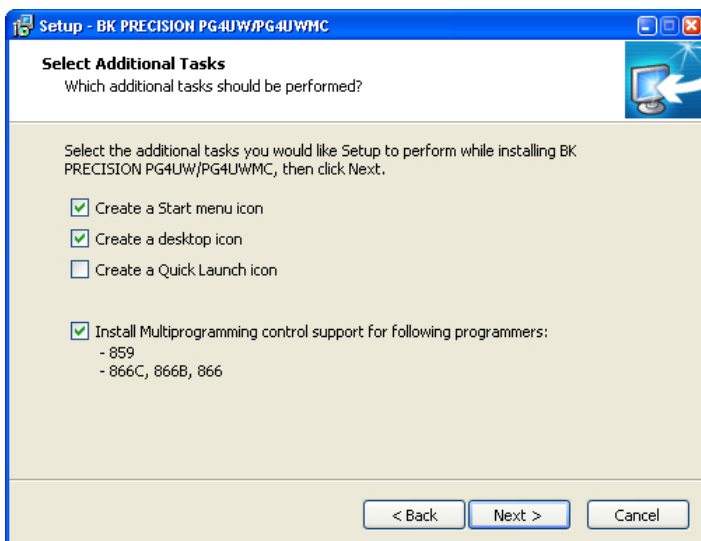 Setup - BK PRECISION PG4UW/PG4UWMC
Select Additional Tasks
Which additional tasks should be performed?
Select the additional tasks you would like Setup to perform while installing BK
PRECISION PG4UW/PG4UWMC, then click Next.
Create a Start menu icon
Create a desktop icon
Create a Quick Launch icon
Install Multiprogramming control support for following programmers:
- 859
- 866C, 866B, 866
< Back
Next >
Cancel